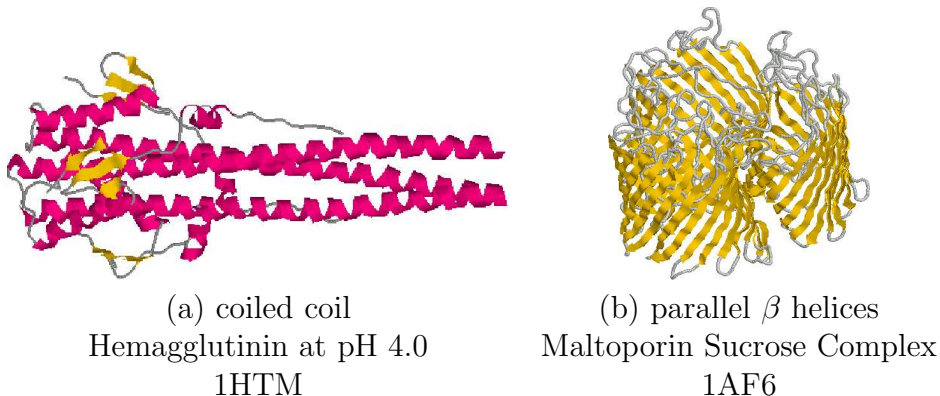 (a) coiled coil
Hemagglutinin at pH 4.0
1HTM
(b) parallel β helices
Maltoporin Sucrose Complex
1AF6